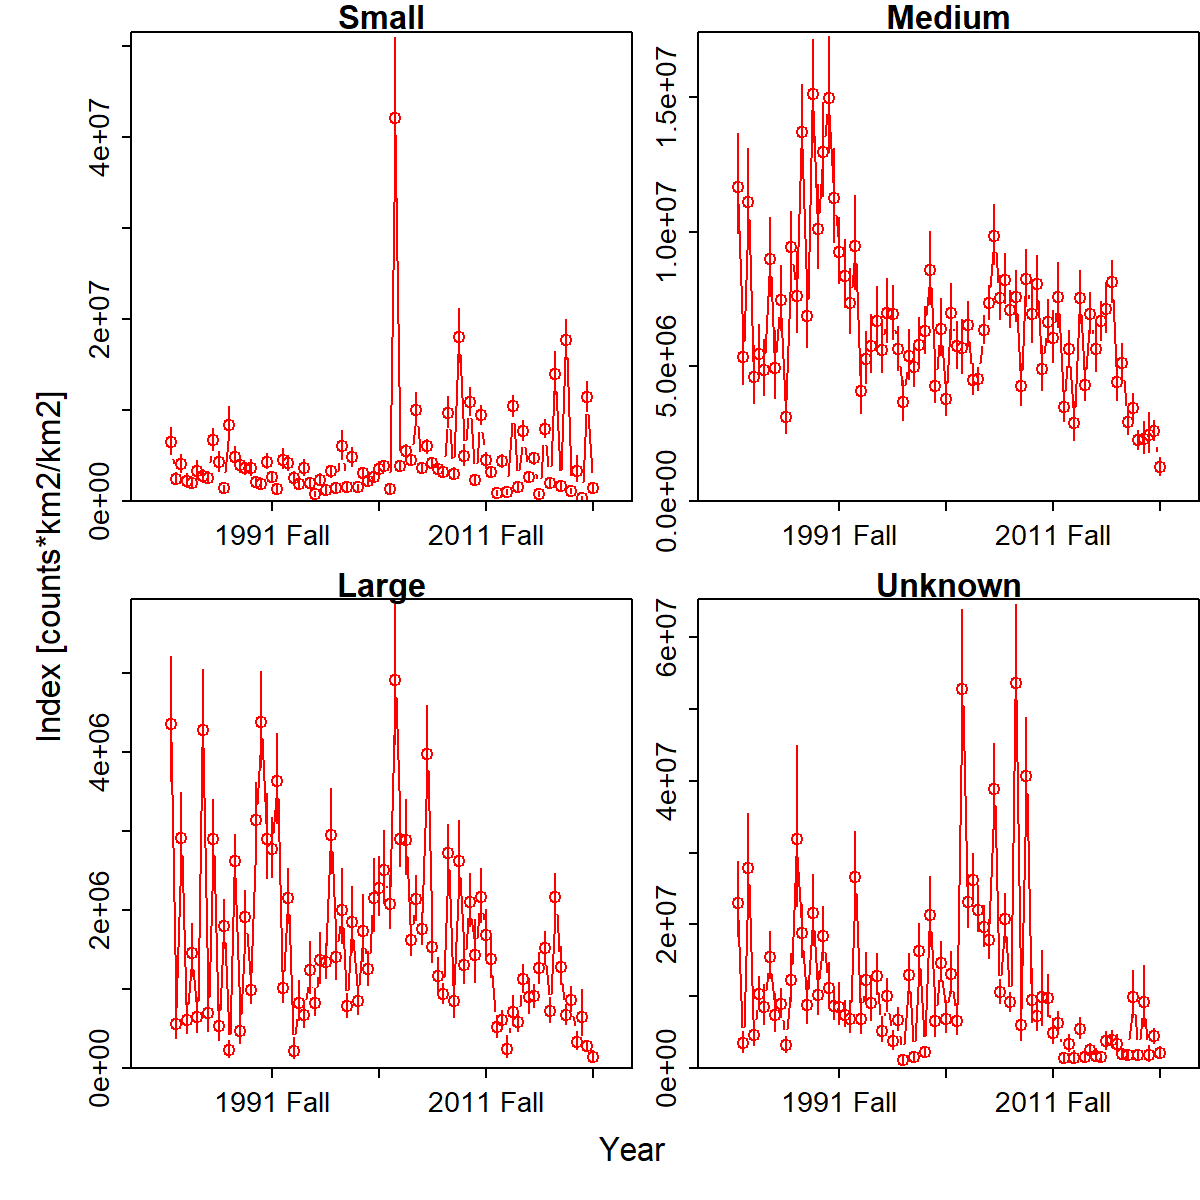 Small
Medium
0e+00
2e+07
4e+07
0.0e+00
5.0e+06
1.0e+07
1.5e+07
1991 Fall
2011 Fall
1991 Fall
2011 Fall
Large
Unknown
0e+00
2e+06
4e+06
0e+00
2e+07
4e+07
6e+07
1991 Fall
2011 Fall
1991 Fall
2011 Fall
Index [counts*km2/km2]
Year